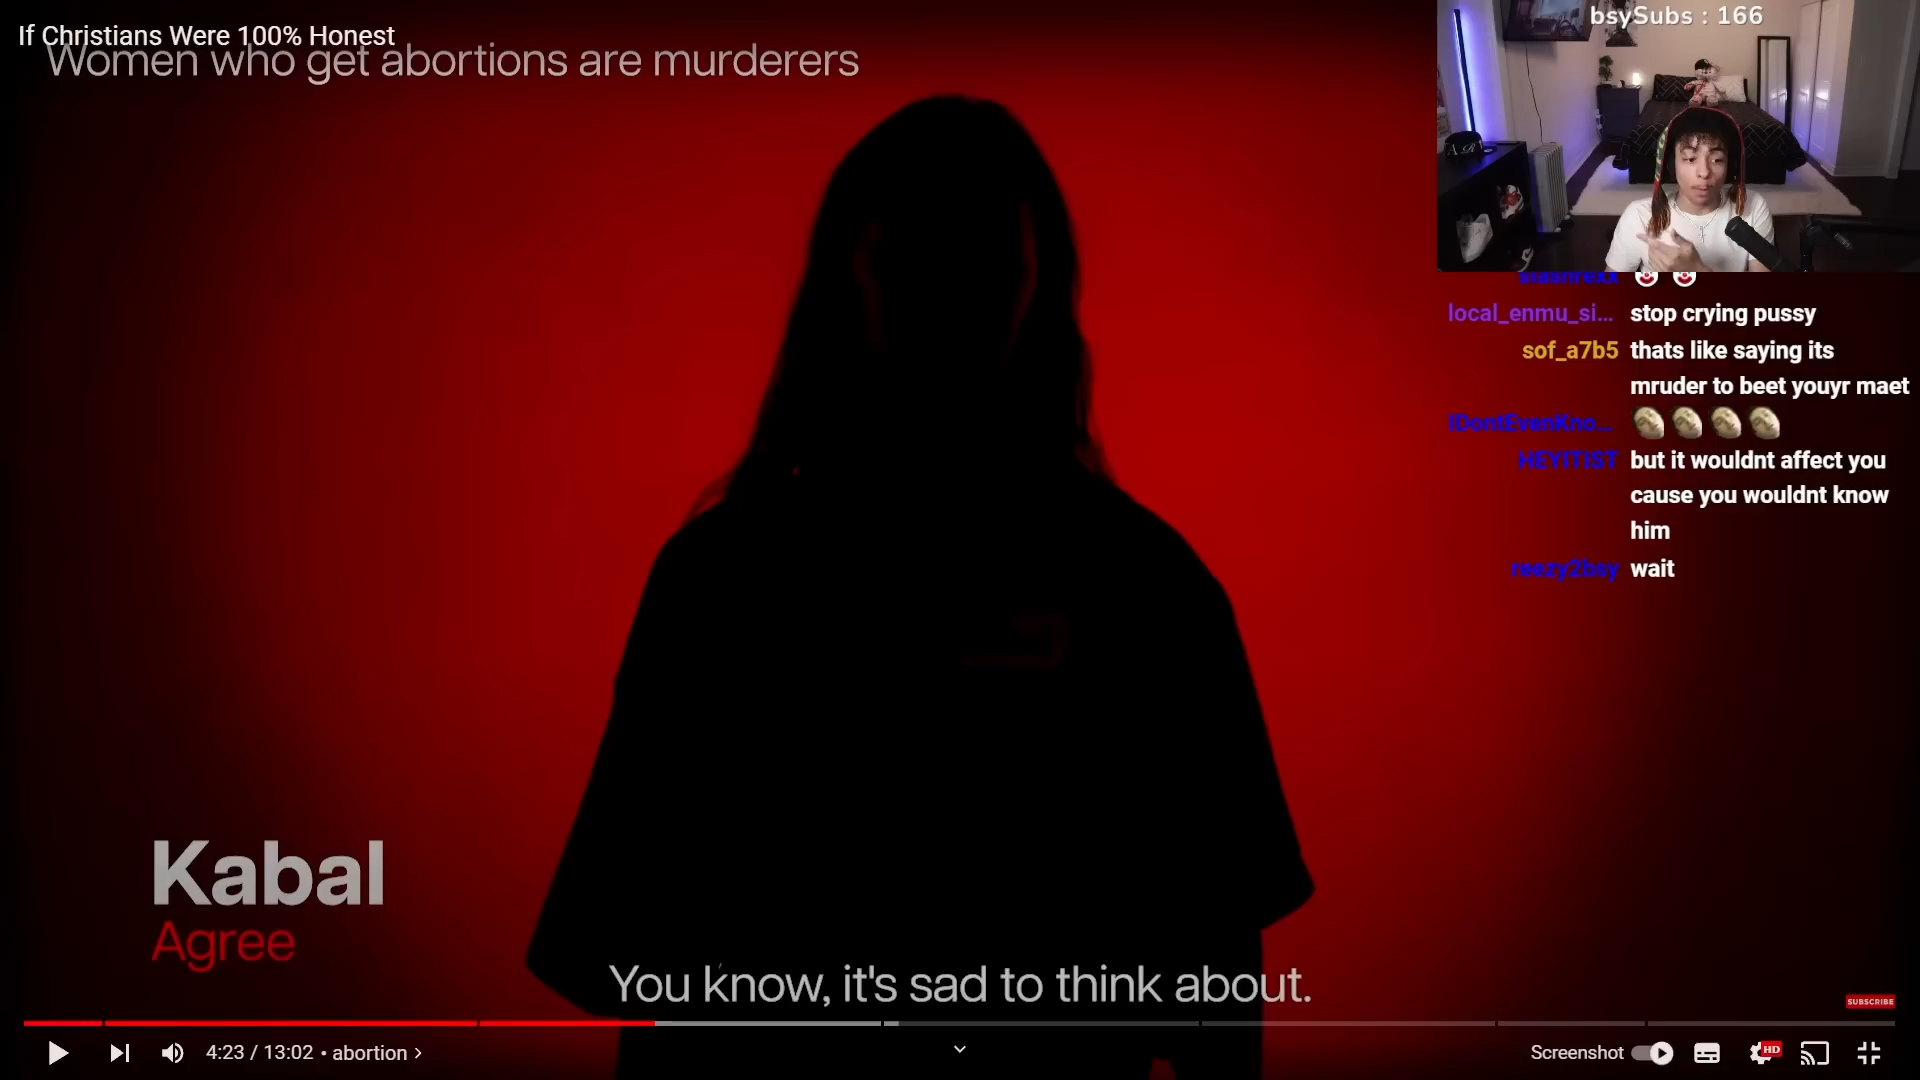 If Christians Were 100% Honest
Women who get abortions are murderers
bsySubs : 166
slashrexx
local_enmu_si... stop crying pussy
sof_a7b5 thats like saying its
mruder to beet youyr maet
IDontEvenKno...
HEYITIST but it wouldnt affect you
cause you wouldnt know
him
reezy2bsy wait
Kabal
Agree
You know, it's sad to think about.
SUBSCRIBE
4:23 / 13:02 • abortion
Screenshot
HD